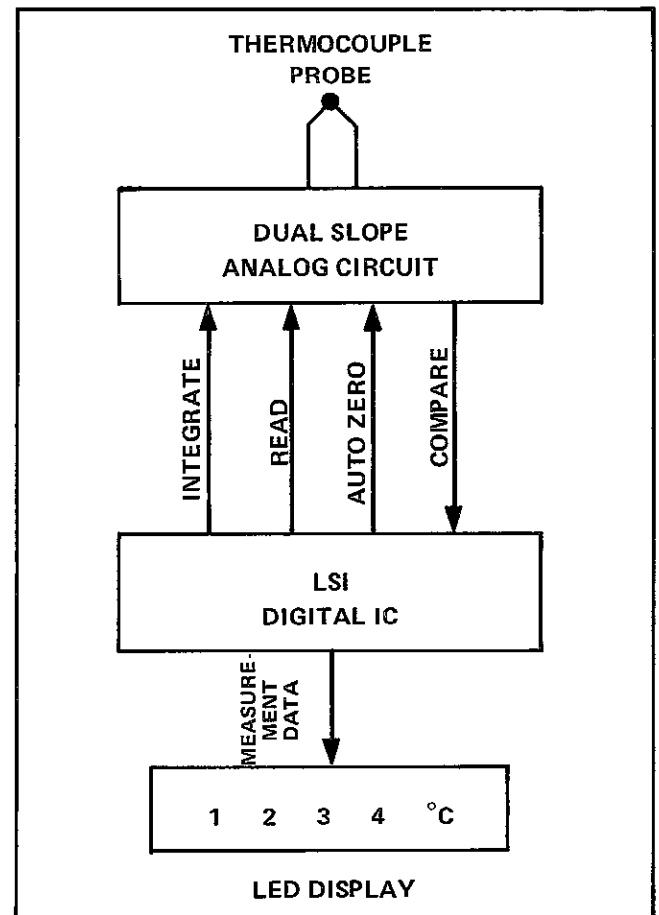 THERMOCOUPLE
PROBE
DUAL SLOPE
ANALOG CIRCUIT
INTEGRATE
READ
AUTO ZERO
COMPARE
LSI
DIGITAL IC
MEASURE-
MENT
DATA
1 2 3 4 °C
LED DISPLAY